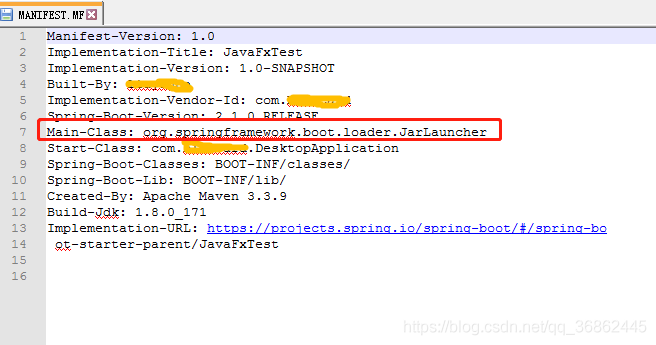 MANIFEST.MF
1 Manifest-Version: 1.0
2 Implementation-Title: JavaFxTest
3 Implementation-Version: 1.0-SNAPSHOT
4 Built-By:
5 Implementation-Vendor-Id: com.
6 Spring-Boot-Version: 2.1.0.RELEASE
7 Main-Class: org.springframework.boot.loader.JarLauncher
8 Start-Class: com. .DesktopApplication
9 Spring-Boot-Classes: BOOT-INF/classes/
10 Spring-Boot-Lib: BOOT-INF/lib/
11 Created-By: Apache Maven 3.3.9
12 Build-Jdk: 1.8.0_171
13 Implementation-URL: https://projects.spring.io/spring-boot/#/spring-bo
14 ot-starter-parent/JavaFxTest
15
16
https://blog.csdn.net/qq_36862445